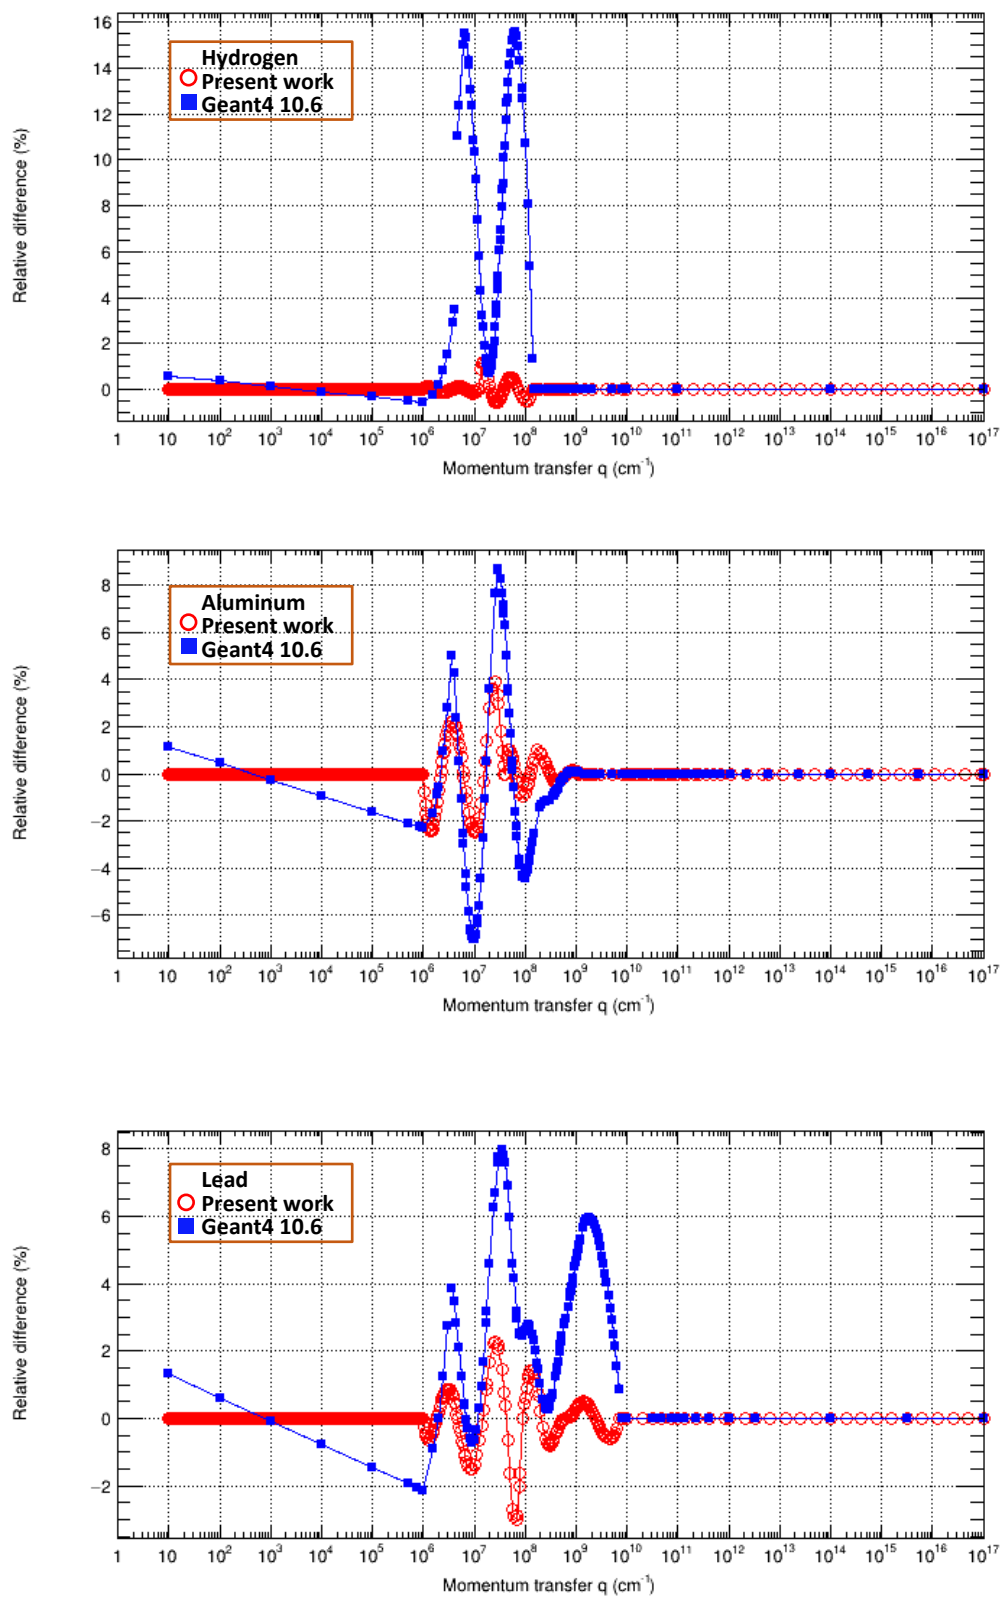 Relative difference (%)
16
14
12
10
8
6
4
2
0
Hydrogen
Present work
Geant4 10.6
1 10 10² 10³ 10⁴ 10⁵ 10⁶ 10⁷ 10⁸ 10⁹ 10¹⁰ 10¹¹ 10¹² 10¹³ 10¹⁴ 10¹⁵ 10¹⁶ 10¹⁷
Momentum transfer q (cm⁻¹)
Relative difference (%)
8
6
4
2
0
−2
−4
−6
Aluminum
Present work
Geant4 10.6
1 10 10² 10³ 10⁴ 10⁵ 10⁶ 10⁷ 10⁸ 10⁹ 10¹⁰ 10¹¹ 10¹² 10¹³ 10¹⁴ 10¹⁵ 10¹⁶ 10¹⁷
Momentum transfer q (cm⁻¹)
Relative difference (%)
8
6
4
2
0
−2
Lead
Present work
Geant4 10.6
1 10 10² 10³ 10⁴ 10⁵ 10⁶ 10⁷ 10⁸ 10⁹ 10¹⁰ 10¹¹ 10¹² 10¹³ 10¹⁴ 10¹⁵ 10¹⁶ 10¹⁷
Momentum transfer q (cm⁻¹)